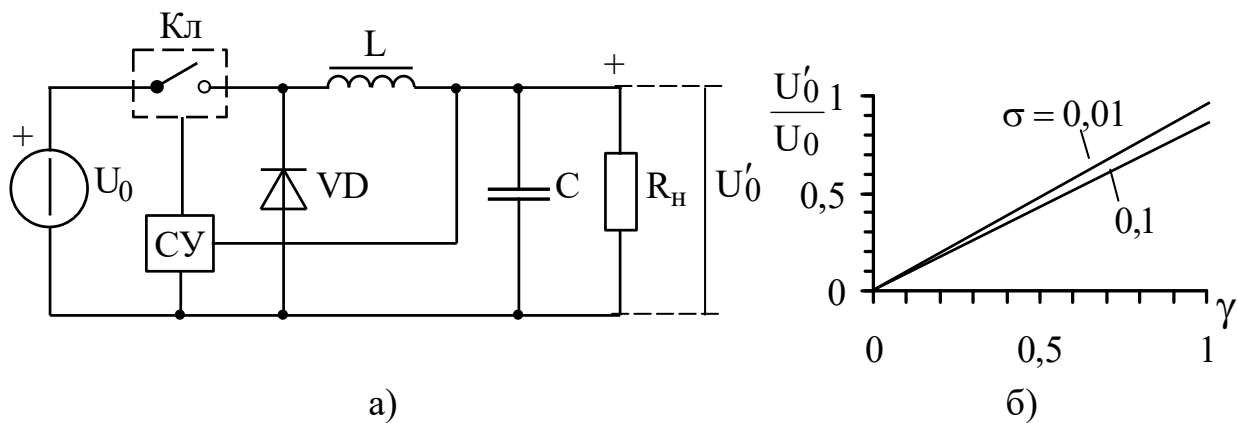 Кл
L
+
+
U₀
VD
СУ
C
Rн
U′₀
а)
U′₀
U₀
1
0,5
0
σ = 0,01
0,1
γ
0
0,5
1
б)